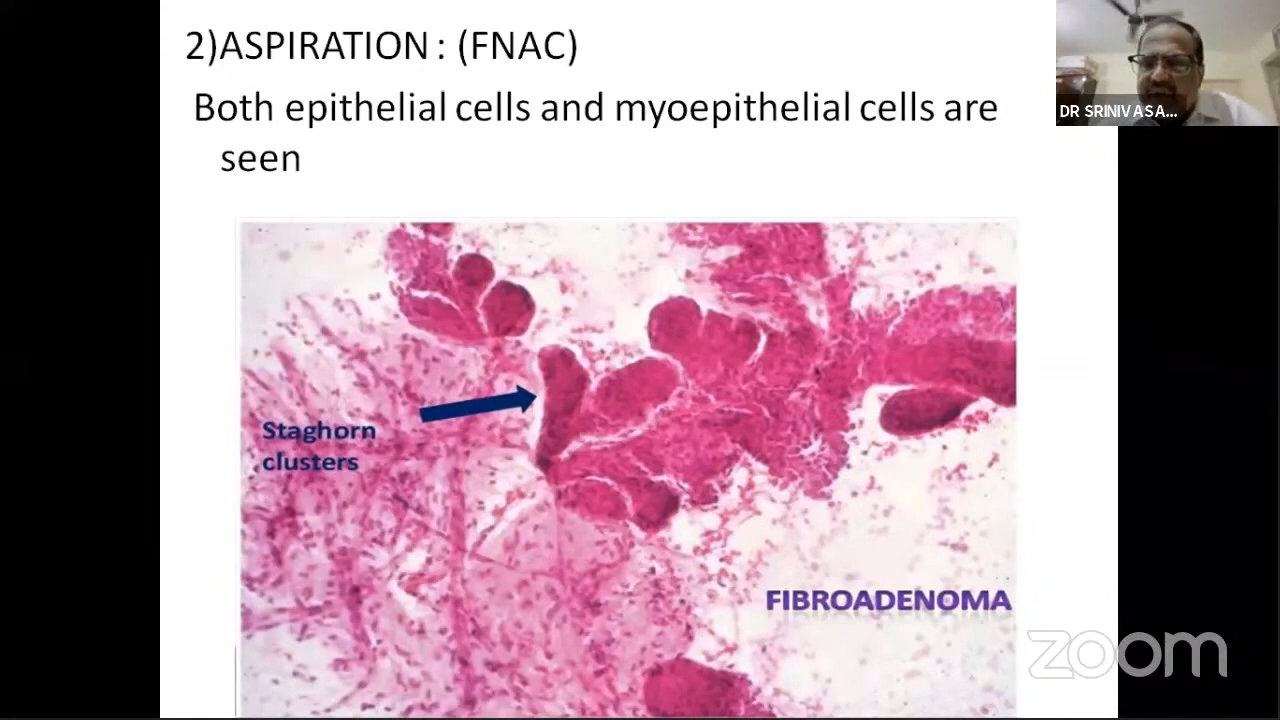 2)ASPIRATION : (FNAC)
Both epithelial cells and myoepithelial cells are
seen
DR SRINIVASA...
Staghorn
clusters
FIBROADENOMA
zoom